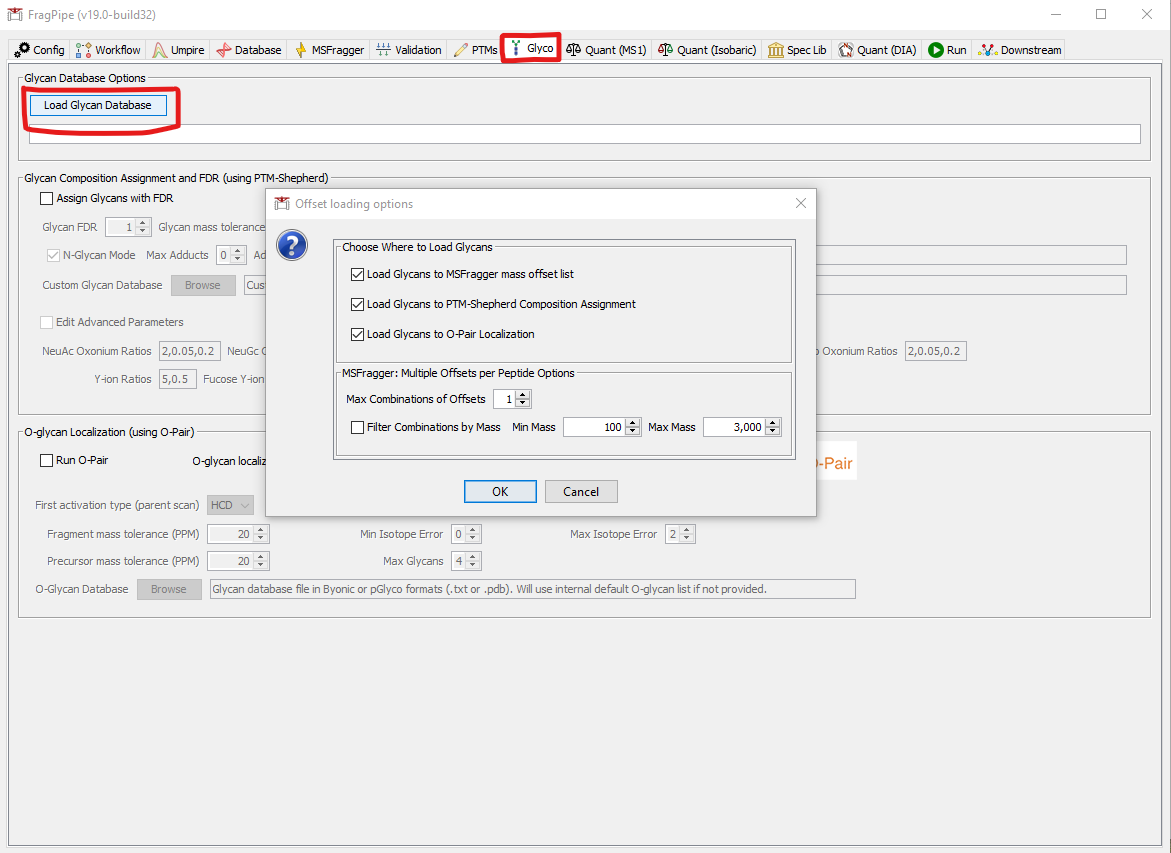 FragPipe (v19.0-build32)
Config Workflow Umpire Database MSFragger Validation PTMs Glyco Quant (MS1) Quant (Isobaric) Spec Lib Quant (DIA) Run Downstream
Glycan Database Options
Load Glycan Database
Glycan Composition Assignment and FDR (using PTM-Shepherd)
Assign Glycans with FDR
Glycan FDR 1 Glycan mass tolerance
N-Glycan Mode Max Adducts 0 Ad
Custom Glycan Database Browse Cus
Edit Advanced Parameters
NeuAc Oxonium Ratios 2,0.05,0.2 NeuGc O
o Oxonium Ratios 2,0.05,0.2
Y-ion Ratios 5,0.5 Fucose Y-ion
O-glycan Localization (using O-Pair)
Run O-Pair O-glycan localiz
O-Pair
First activation type (parent scan) HCD
Fragment mass tolerance (PPM) 20 Min Isotope Error 0 Max Isotope Error 2
Precursor mass tolerance (PPM) 20 Max Glycans 4
O-Glycan Database Browse Glycan database file in Byonic or pGlyco formats (.txt or .pdb). Will use internal default O-glycan list if not provided.
Offset loading options
?
Choose Where to Load Glycans
Load Glycans to MSFragger mass offset list
Load Glycans to PTM-Shepherd Composition Assignment
Load Glycans to O-Pair Localization
MSFragger: Multiple Offsets per Peptide Options
Max Combinations of Offsets 1
Filter Combinations by Mass Min Mass 100 Max Mass 3,000
OK Cancel